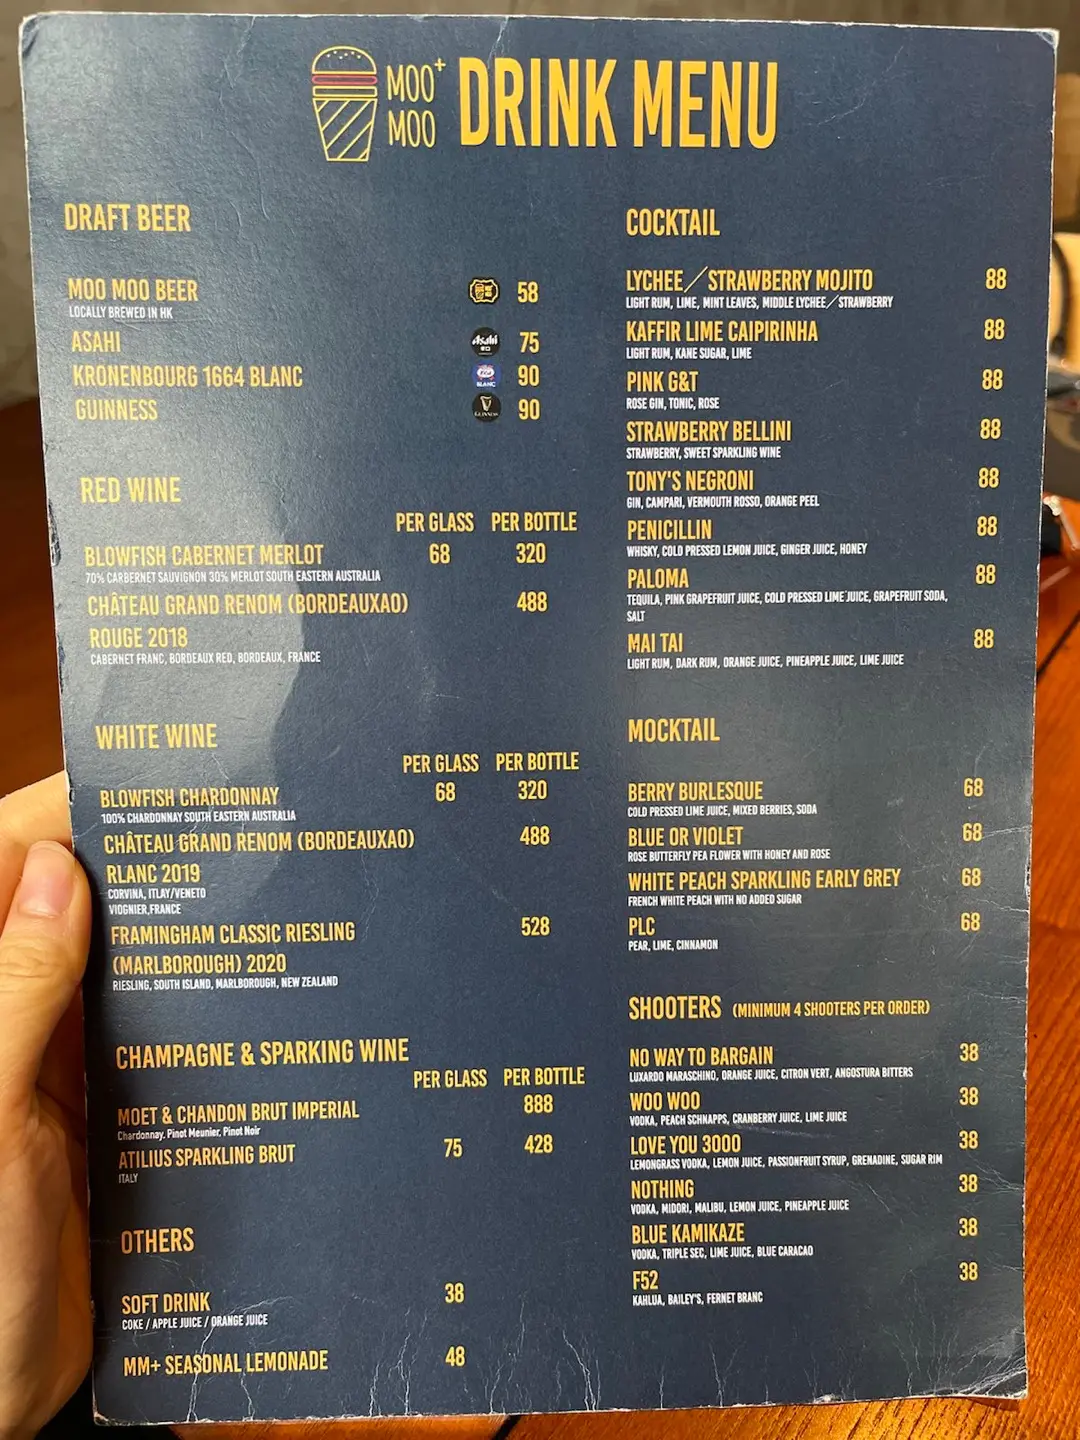 MOO+
MOO
DRINK MENU
DRAFT BEER
MOO MOO BEER 58
LOCALLY BREWED IN HK
ASAHI Asahi 75
KRONENBOURG 1664 BLANC BLANC 90
GUINNESS GUINNESS 90
RED WINE
PER GLASS PER BOTTLE
BLOWFISH CABERNET MERLOT 68 320
70% CARBERNET SAUVIGNON 30% MERLOT SOUTH EASTERN AUSTRALIA
CHÂTEAU GRAND RENOM (BORDEAUXAO) 488
ROUGE 2018
CABERNET FRANC, BORDEAUX RED, BORDEAUX, FRANCE
WHITE WINE
PER GLASS PER BOTTLE
BLOWFISH CHARDONNAY 68 320
100% CHARDONNAY SOUTH EASTERN AUSTRALIA
CHÂTEAU GRAND RENOM (BORDEAUXAO) 488
RLANC 2019
CORVINA, ITLAY/VENETO
VIOGNIER,FRANCE
FRAMINGHAM CLASSIC RIESLING 528
(MARLBOROUGH) 2020
RIESLING, SOUTH ISLAND, MARLBOROUGH, NEW ZEALAND
CHAMPAGNE & SPARKING WINE
PER GLASS PER BOTTLE
MOET & CHANDON BRUT IMPERIAL 888
Chardonnay, Pinot Meunier, Pinot Noir
ATILIUS SPARKLING BRUT 75 428
ITALY
OTHERS
SOFT DRINK 38
COKE / APPLE JUICE / ORANGE JUICE
MM+ SEASONAL LEMONADE 48
COCKTAIL
LYCHEE／STRAWBERRY MOJITO 88
LIGHT RUM, LIME, MINT LEAVES, MIDDLE LYCHEE／STRAWBERRY
KAFFIR LIME CAIPIRINHA 88
LIGHT RUM, KANE SUGAR, LIME
PINK G&T 88
ROSE GIN, TONIC, ROSE
STRAWBERRY BELLINI 88
STRAWBERRY, SWEET SPARKLING WINE
TONY'S NEGRONI 88
GIN, CAMPARI, VERMOUTH ROSSO, ORANGE PEEL
PENICILLIN 88
WHISKY, COLD PRESSED LEMON JUICE, GINGER JUICE, HONEY
PALOMA 88
TEQUILA, PINK GRAPEFRUIT JUICE, COLD PRESSED LIME JUICE, GRAPEFRUIT SODA,
SALT
MAI TAI 88
LIGHT RUM, DARK RUM, ORANGE JUICE, PINEAPPLE JUICE, LIME JUICE
MOCKTAIL
BERRY BURLESQUE 68
COLD PRESSED LIME JUICE, MIXED BERRIES, SODA
BLUE OR VIOLET 68
ROSE BUTTERFLY PEA FLOWER WITH HONEY AND ROSE
WHITE PEACH SPARKLING EARLY GREY 68
FRENCH WHITE PEACH WITH NO ADDED SUGAR
PLC 68
PEAR, LIME, CINNAMON
SHOOTERS (MINIMUM 4 SHOOTERS PER ORDER)
NO WAY TO BARGAIN 38
LUXARDO MARASCHINO, ORANGE JUICE, CITRON VERT, ANGOSTURA BITTERS
WOO WOO 38
VODKA, PEACH SCHNAPPS, CRANBERRY JUICE, LIME JUICE
LOVE YOU 3000 38
LEMONGRASS VODKA, LEMON JUICE, PASSIONFRUIT SYRUP, GRENADINE, SUGAR RIM
NOTHING 38
VODKA, MIDORI, MALIBU, LEMON JUICE, PINEAPPLE JUICE
BLUE KAMIKAZE 38
VODKA, TRIPLE SEC, LIME JUICE, BLUE CARACAO
F52 38
KAHLUA, BAILEY'S, FERNET BRANC